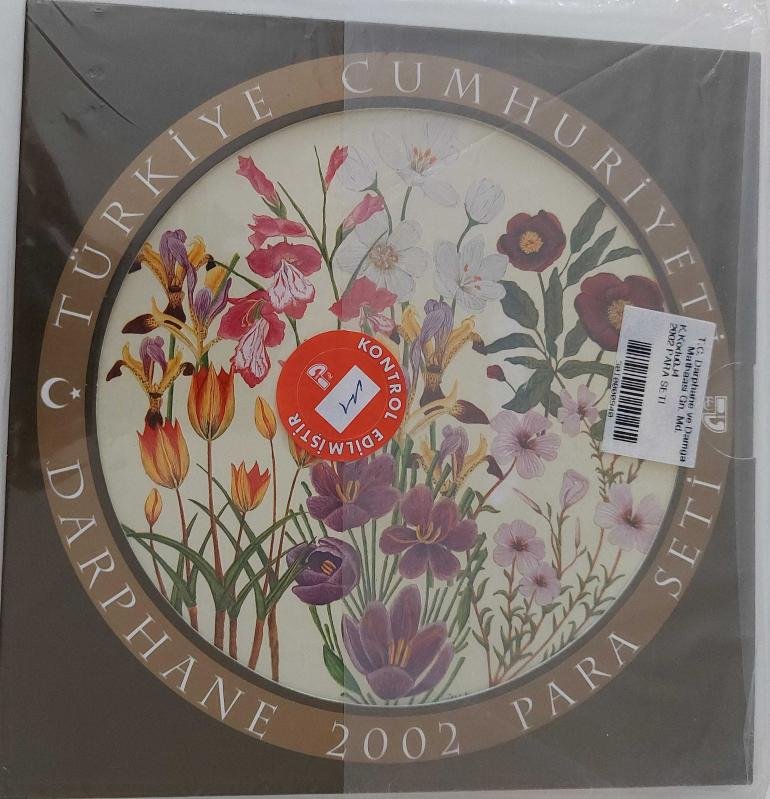 TÜRKİYE CUMHURİYETİ
DARPHANE 2002 PARA SETİ
KONTROL EDİLMİŞTİR
T.C. Darphane ve Damga
Matbaası Gn. Md.
2002 PARA SETİ